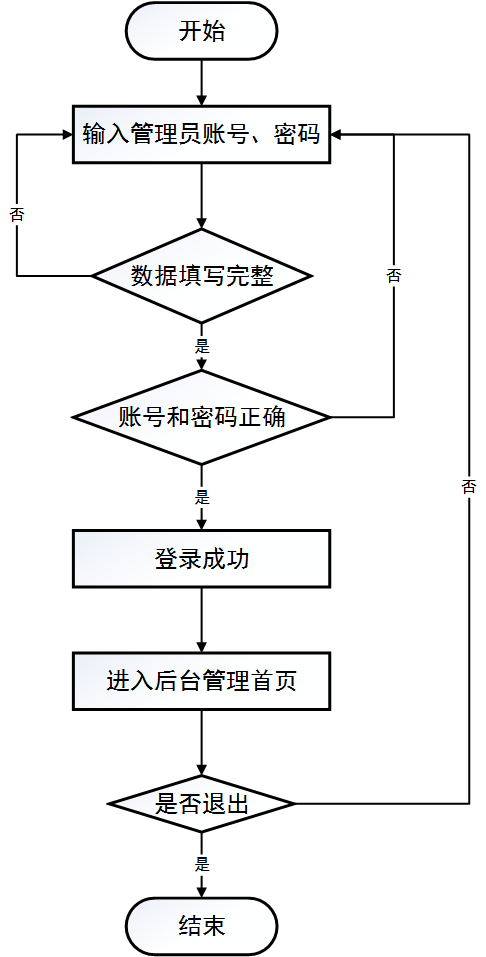 开始
输入管理员账号、密码
否
数据填写完整
否
是
账号和密码正确
否
是
登录成功
进入后台管理首页
是否退出
是
结束